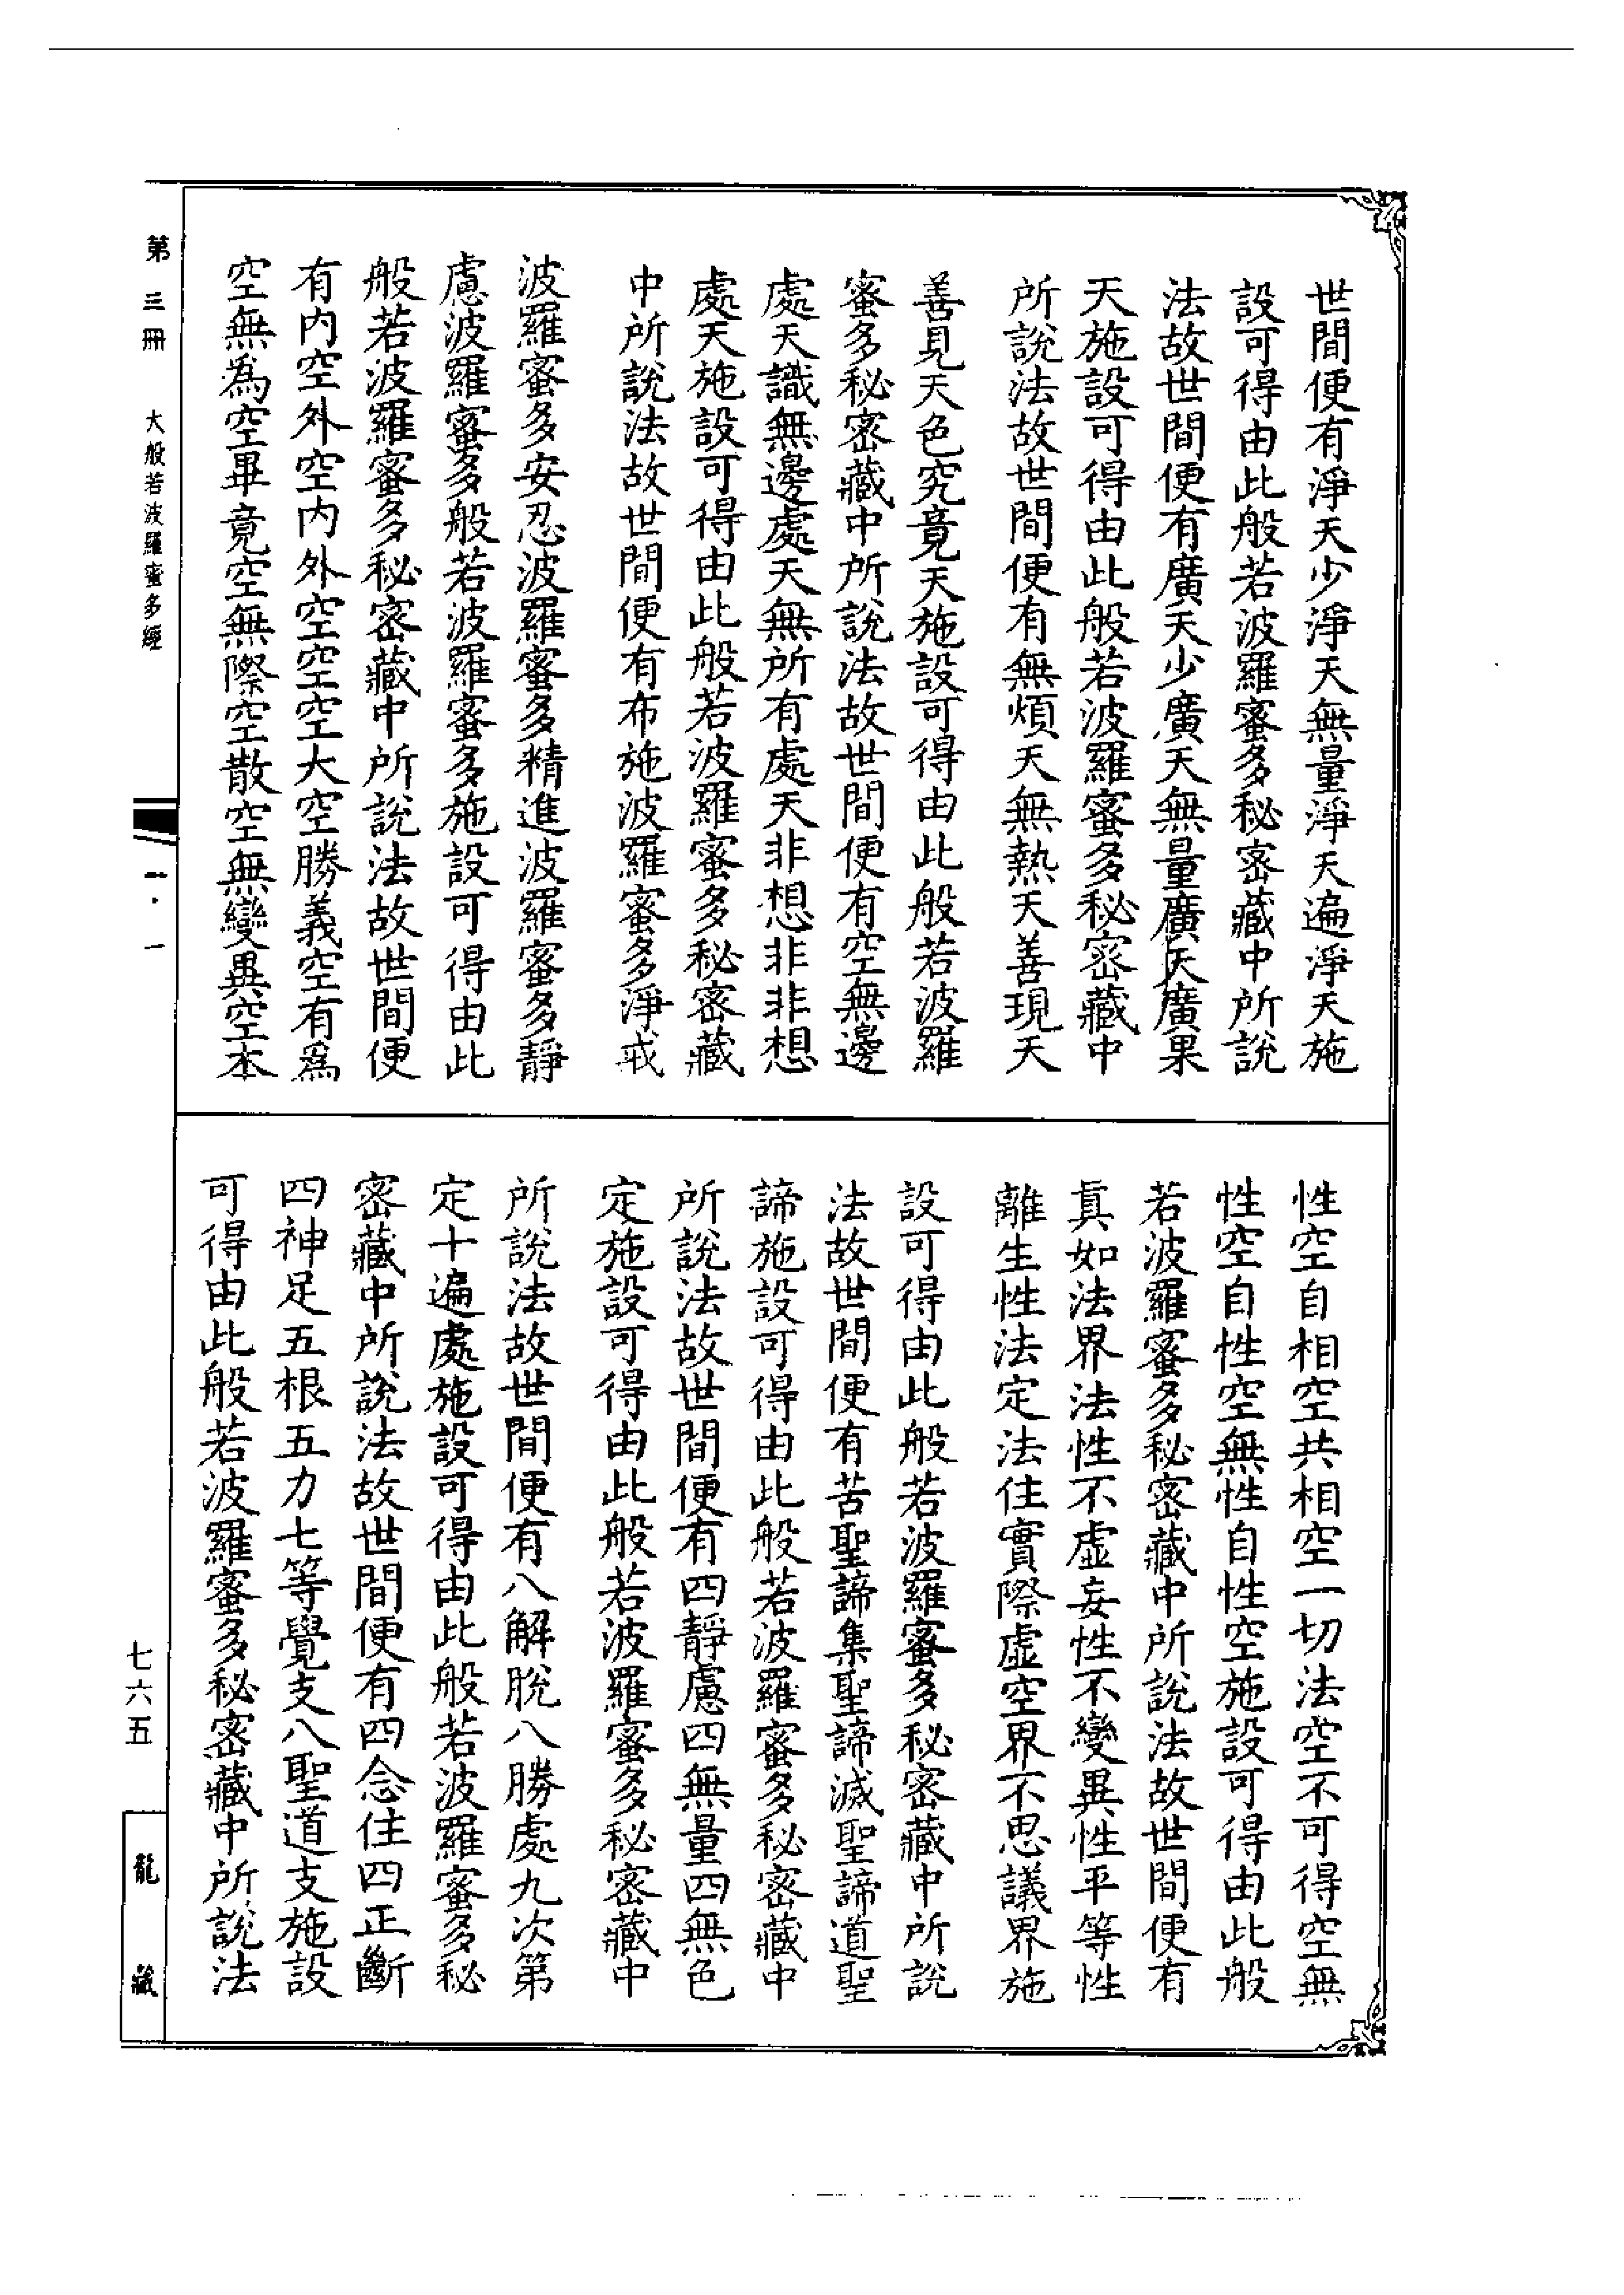 世間便有淨天少淨天無量淨天遍淨天施
設可得由此般若波羅蜜多秘密藏中所說
法故世間便有廣天少廣天無量廣天廣果
天施設可得由此般若波羅蜜多秘密藏中
所說法故世間便有無煩天無熱天善現天
善見天色究竟天施設可得由此般若波羅
蜜多秘密藏中所說法故世間便有空無邊
處天識無邊處天無所有處天非想非非想
處天施設可得由此般若波羅蜜多秘密藏
中所說法故世間便有布施波羅蜜多淨戒
波羅蜜多安忍波羅蜜多精進波羅蜜多靜
慮波羅蜜多般若波羅蜜多施設可得由此
般若波羅蜜多秘密藏中所說法故世間便
有內空外空內外空空空大空勝義空有為
空無為空畢竟空無際空散空無變異空本
性空自相空共相空一切法空不可得空無
性空自性空無性自性空施設可得由此般
若波羅蜜多秘密藏中所說法故世間便有
真如法界法性不虛妄性不變異性平等性
離生性法定法住實際虛空界不思議界施
設可得由此般若波羅蜜多秘密藏中所說
法故世間便有苦聖諦集聖諦滅聖諦道聖
諦施設可得由此般若波羅蜜多秘密藏中
所說法故世間便有四靜慮四無量四無色
定施設可得由此般若波羅蜜多秘密藏中
所說法故世間便有八解脫八勝處九次第
定十遍處施設可得由此般若波羅蜜多秘
密藏中所說法故世間便有四念住四正斷
四神足五根五力七等覺支八聖道支施設
可得由此般若波羅蜜多秘密藏中所說法
第三冊 大般若波羅蜜多經
七六五
龍藏